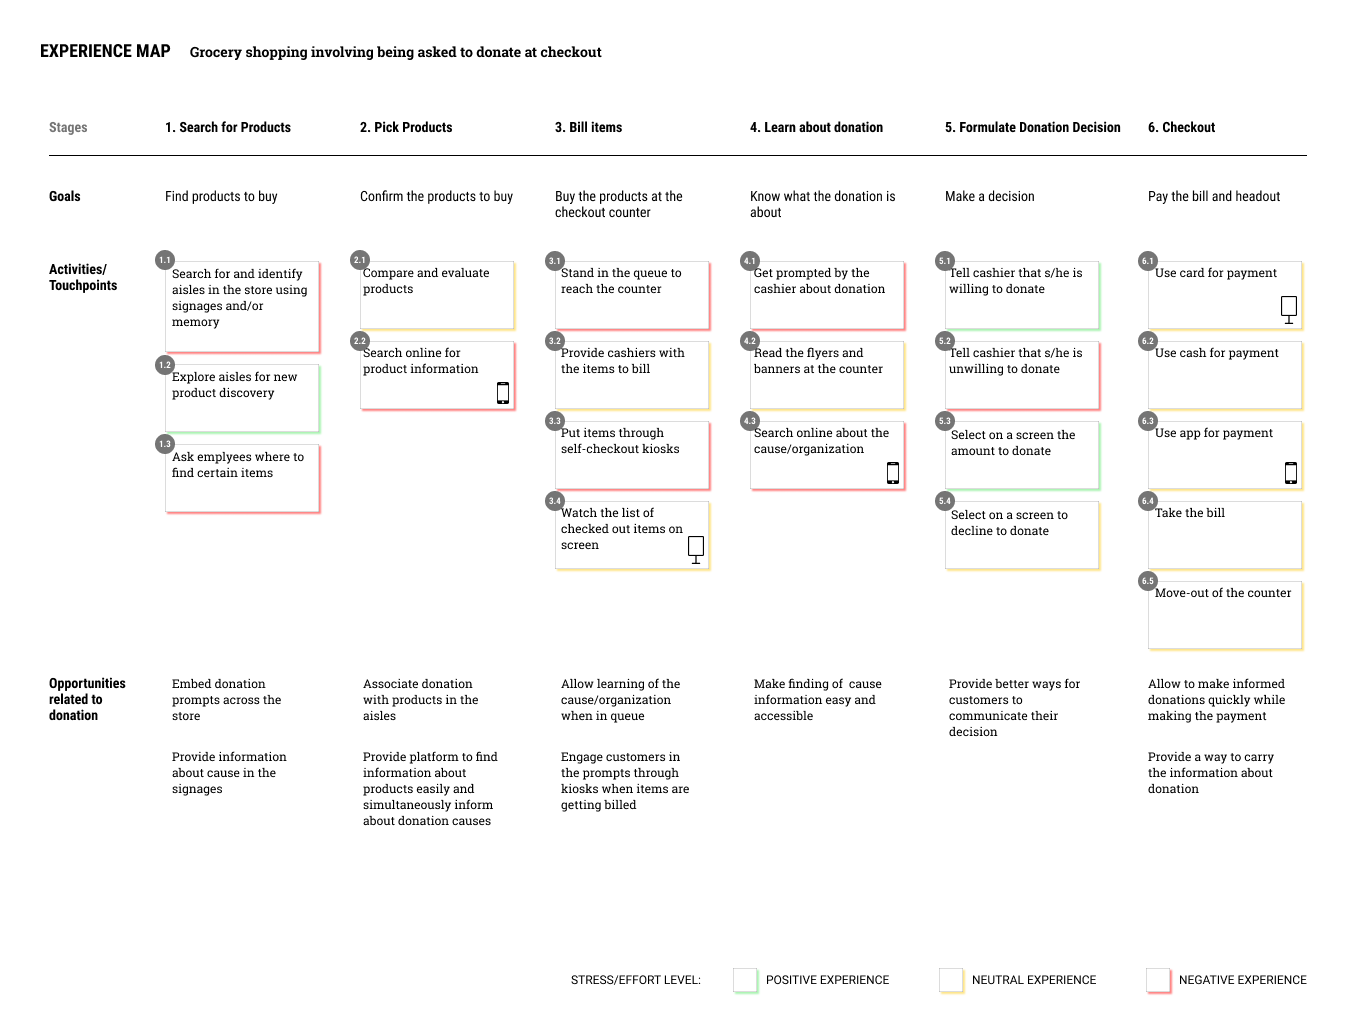 EXPERIENCE MAP Grocery shopping involving being asked to donate at checkout
Stages 1. Search for Products 2. Pick Products 3. Bill items 4. Learn about donation 5. Formulate Donation Decision 6. Checkout
Goals
Find products to buy
Confirm the products to buy
Buy the products at the
checkout counter
Know what the donation is
about
Make a decision
Pay the bill and headout
Activities/
Touchpoints
1.1
Search for and identify
aisles in the store using
signages and/or
memory
1.2
Explore aisles for new
product discovery
1.3
Ask emplyees where to
find certain items
2.1
Compare and evaluate
products
2.2
Search online for
product information
3.1
Stand in the queue to
reach the counter
3.2
Provide cashiers with
the items to bill
3.3
Put items through
self-checkout kiosks
3.4
Watch the list of
checked out items on
screen
4.1
Get prompted by the
cashier about donation
4.2
Read the flyers and
banners at the counter
4.3
Search online about the
cause/organization
5.1
Tell cashier that s/he is
willing to donate
5.2
Tell cashier that s/he is
unwilling to donate
5.3
Select on a screen the
amount to donate
5.4
Select on a screen to
decline to donate
6.1
Use card for payment
6.2
Use cash for payment
6.3
Use app for payment
6.4
Take the bill
6.5
Move-out of the counter
Opportunities
related to
donation
Embed donation
prompts across the
store
Provide information
about cause in the
signages
Associate donation
with products in the
aisles
Provide platform to find
information about
products easily and
simultaneously inform
about donation causes
Allow learning of the
cause/organization
when in queue
Engage customers in
the prompts through
kiosks when items are
getting billed
Make finding of cause
information easy and
accessible
Provide better ways for
customers to
communicate their
decision
Allow to make informed
donations quickly while
making the payment
Provide a way to carry
the information about
donation
STRESS/EFFORT LEVEL: POSITIVE EXPERIENCE NEUTRAL EXPERIENCE NEGATIVE EXPERIENCE